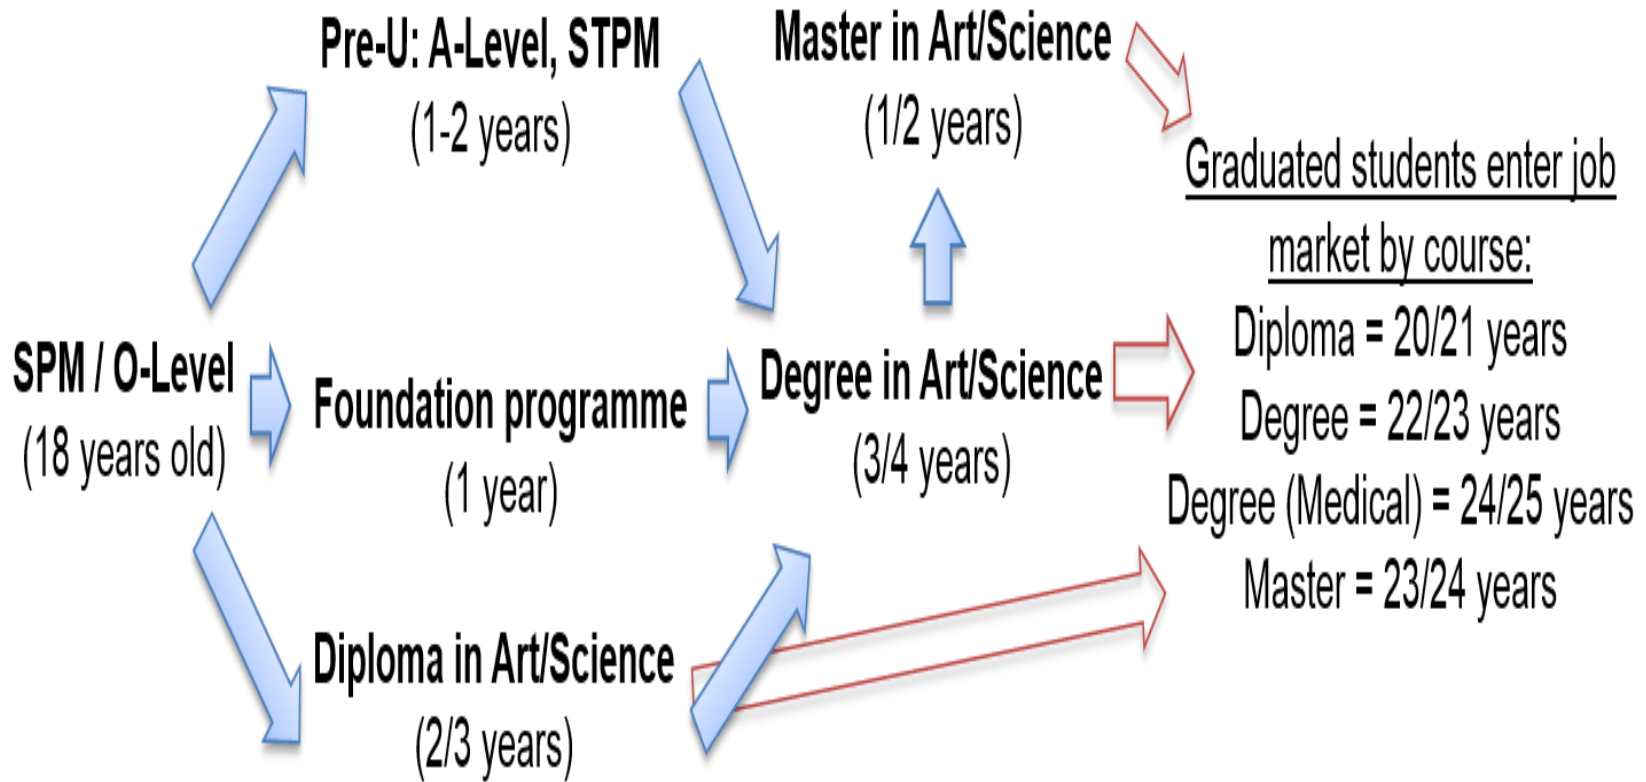 Pre-U: A-Level, STPM
(1-2 years)
Master in Art/Science
(1/2 years)
SPM / O-Level
(18 years old)
Foundation programme
(1 year)
Degree in Art/Science
(3/4 years)
Diploma in Art/Science
(2/3 years)
Graduated students enter job
market by course:
Diploma = 20/21 years
Degree = 22/23 years
Degree (Medical) = 24/25 years
Master = 23/24 years